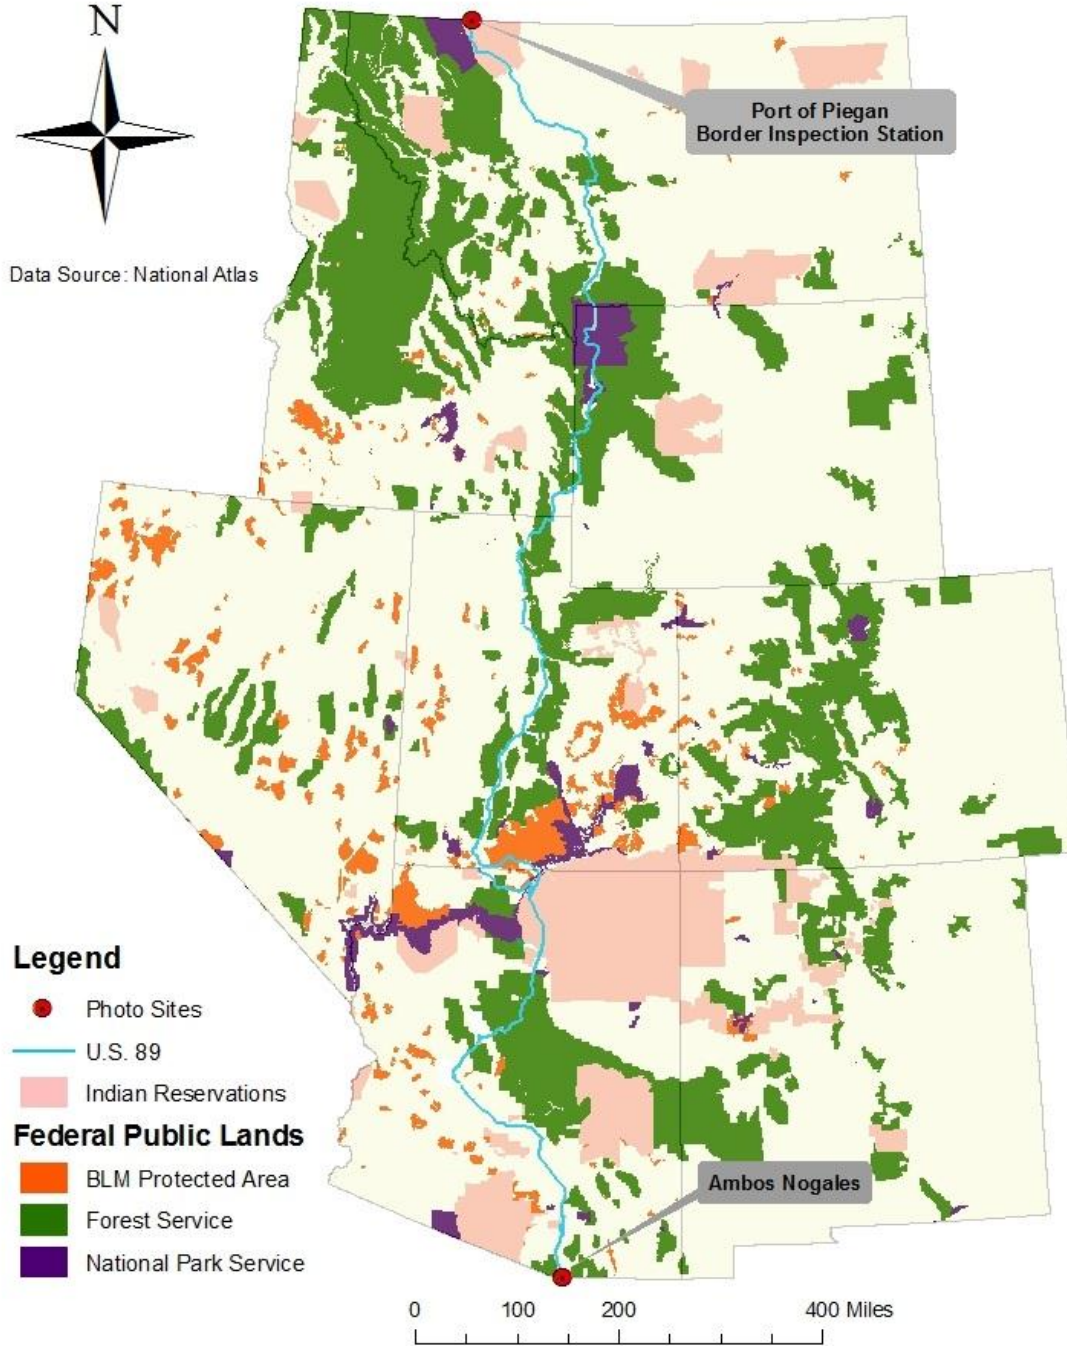 N
Port of Piegan
Border Inspection Station
Data Source: National Atlas
Legend
Photo Sites
U.S. 89
Indian Reservations
Federal Public Lands
BLM Protected Area
Forest Service
National Park Service
Ambos Nogales
0 100 200 400 Miles